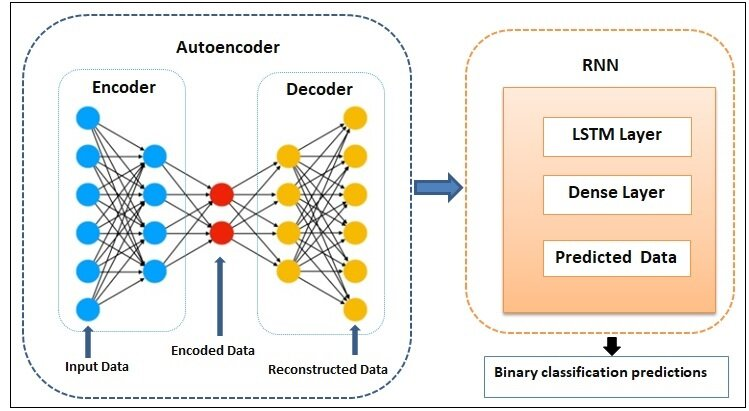 Autoencoder
Encoder
Decoder
Input Data
Encoded Data
Reconstructed Data
RNN
LSTM Layer
Dense Layer
Predicted Data
Binary classification predictions